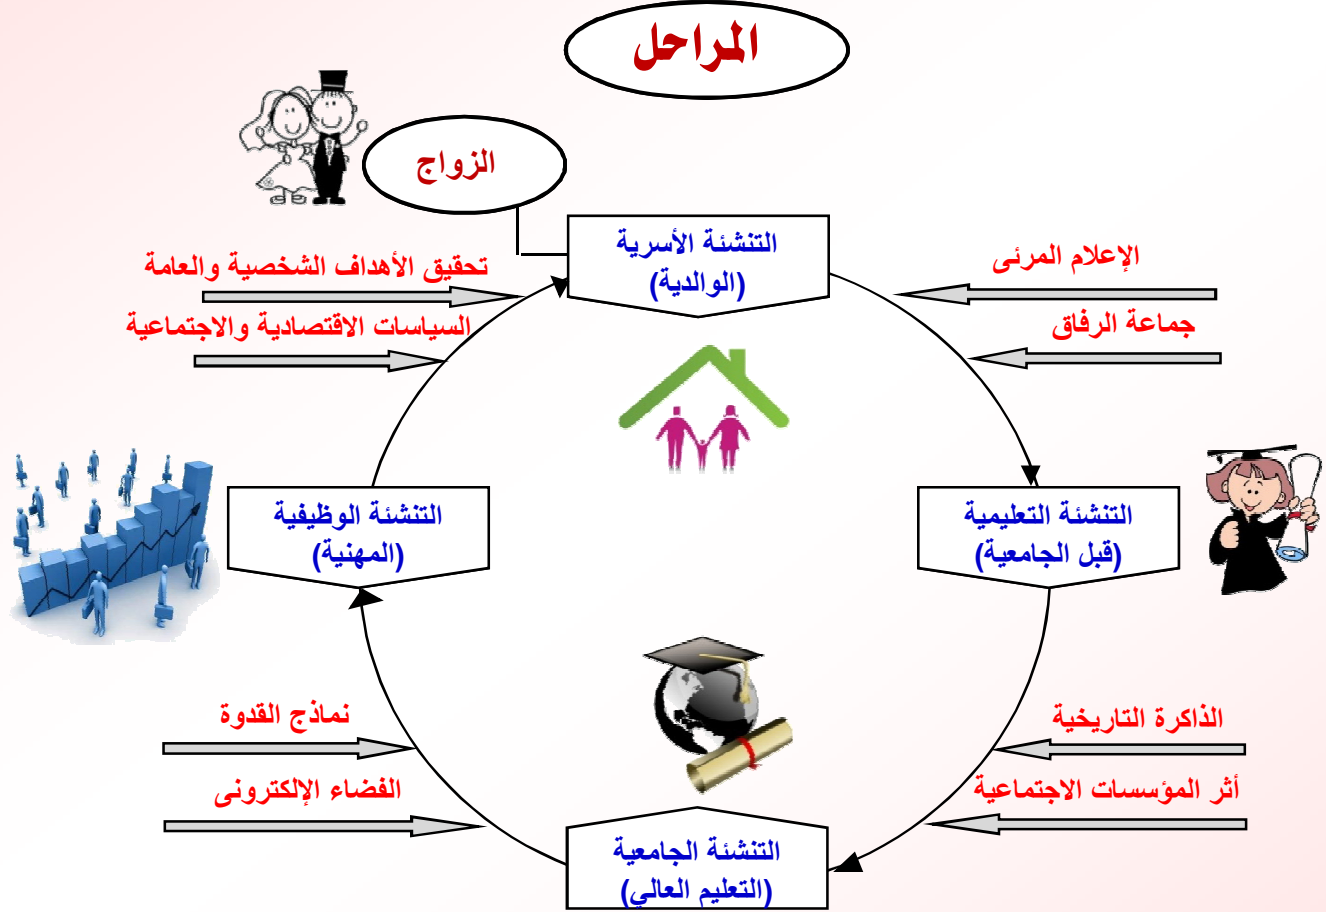 المراحل
الزواج
التنشئة الأسرية
(الوالدية)
الإعلام المرئى
جماعة الرفاق
التنشئة التعليمية
(قبل الجامعية)
الذاكرة التاريخية
أثر المؤسسات الاجتماعية
التنشئة الجامعية
(التعليم العالي)
نماذج القدوة
الفضاء الإلكترونى
التنشئة الوظيفية
(المهنية)
تحقيق الأهداف الشخصية والعامة
السياسات الاقتصادية والاجتماعية